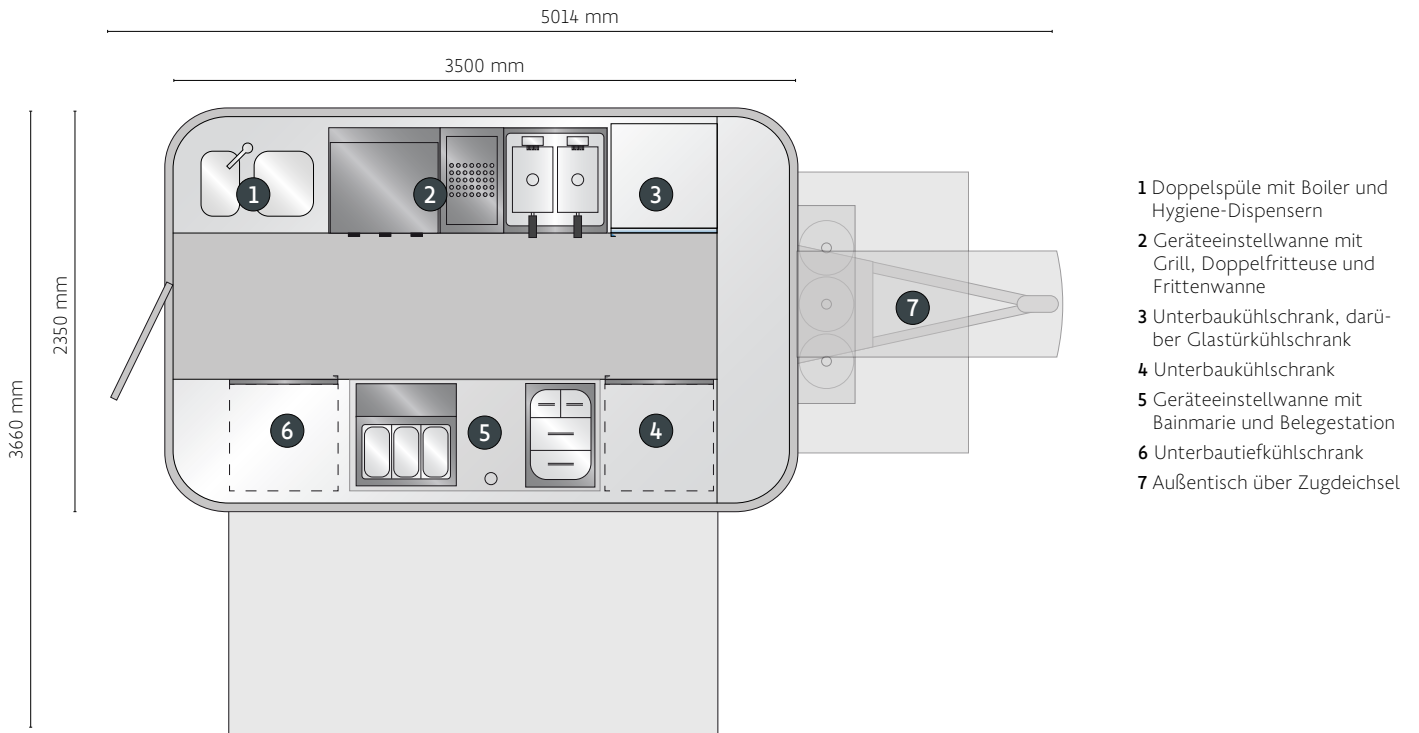 5014 mm
3500 mm
3660 mm
2350 mm
1
2
3
6
5
4
7
1 Doppelspüle mit Boiler und
Hygiene-Dispensern
2 Geräteeinstellwanne mit
Grill, Doppelfritteuse und
Frittenwanne
3 Unterbaukühlschrank, darü-
ber Glastürkühlschrank
4 Unterbaukühlschrank
5 Geräteeinstellwanne mit
Bainmarie und Belegestation
6 Unterbautiefkühlschrank
7 Außentisch über Zugdeichsel